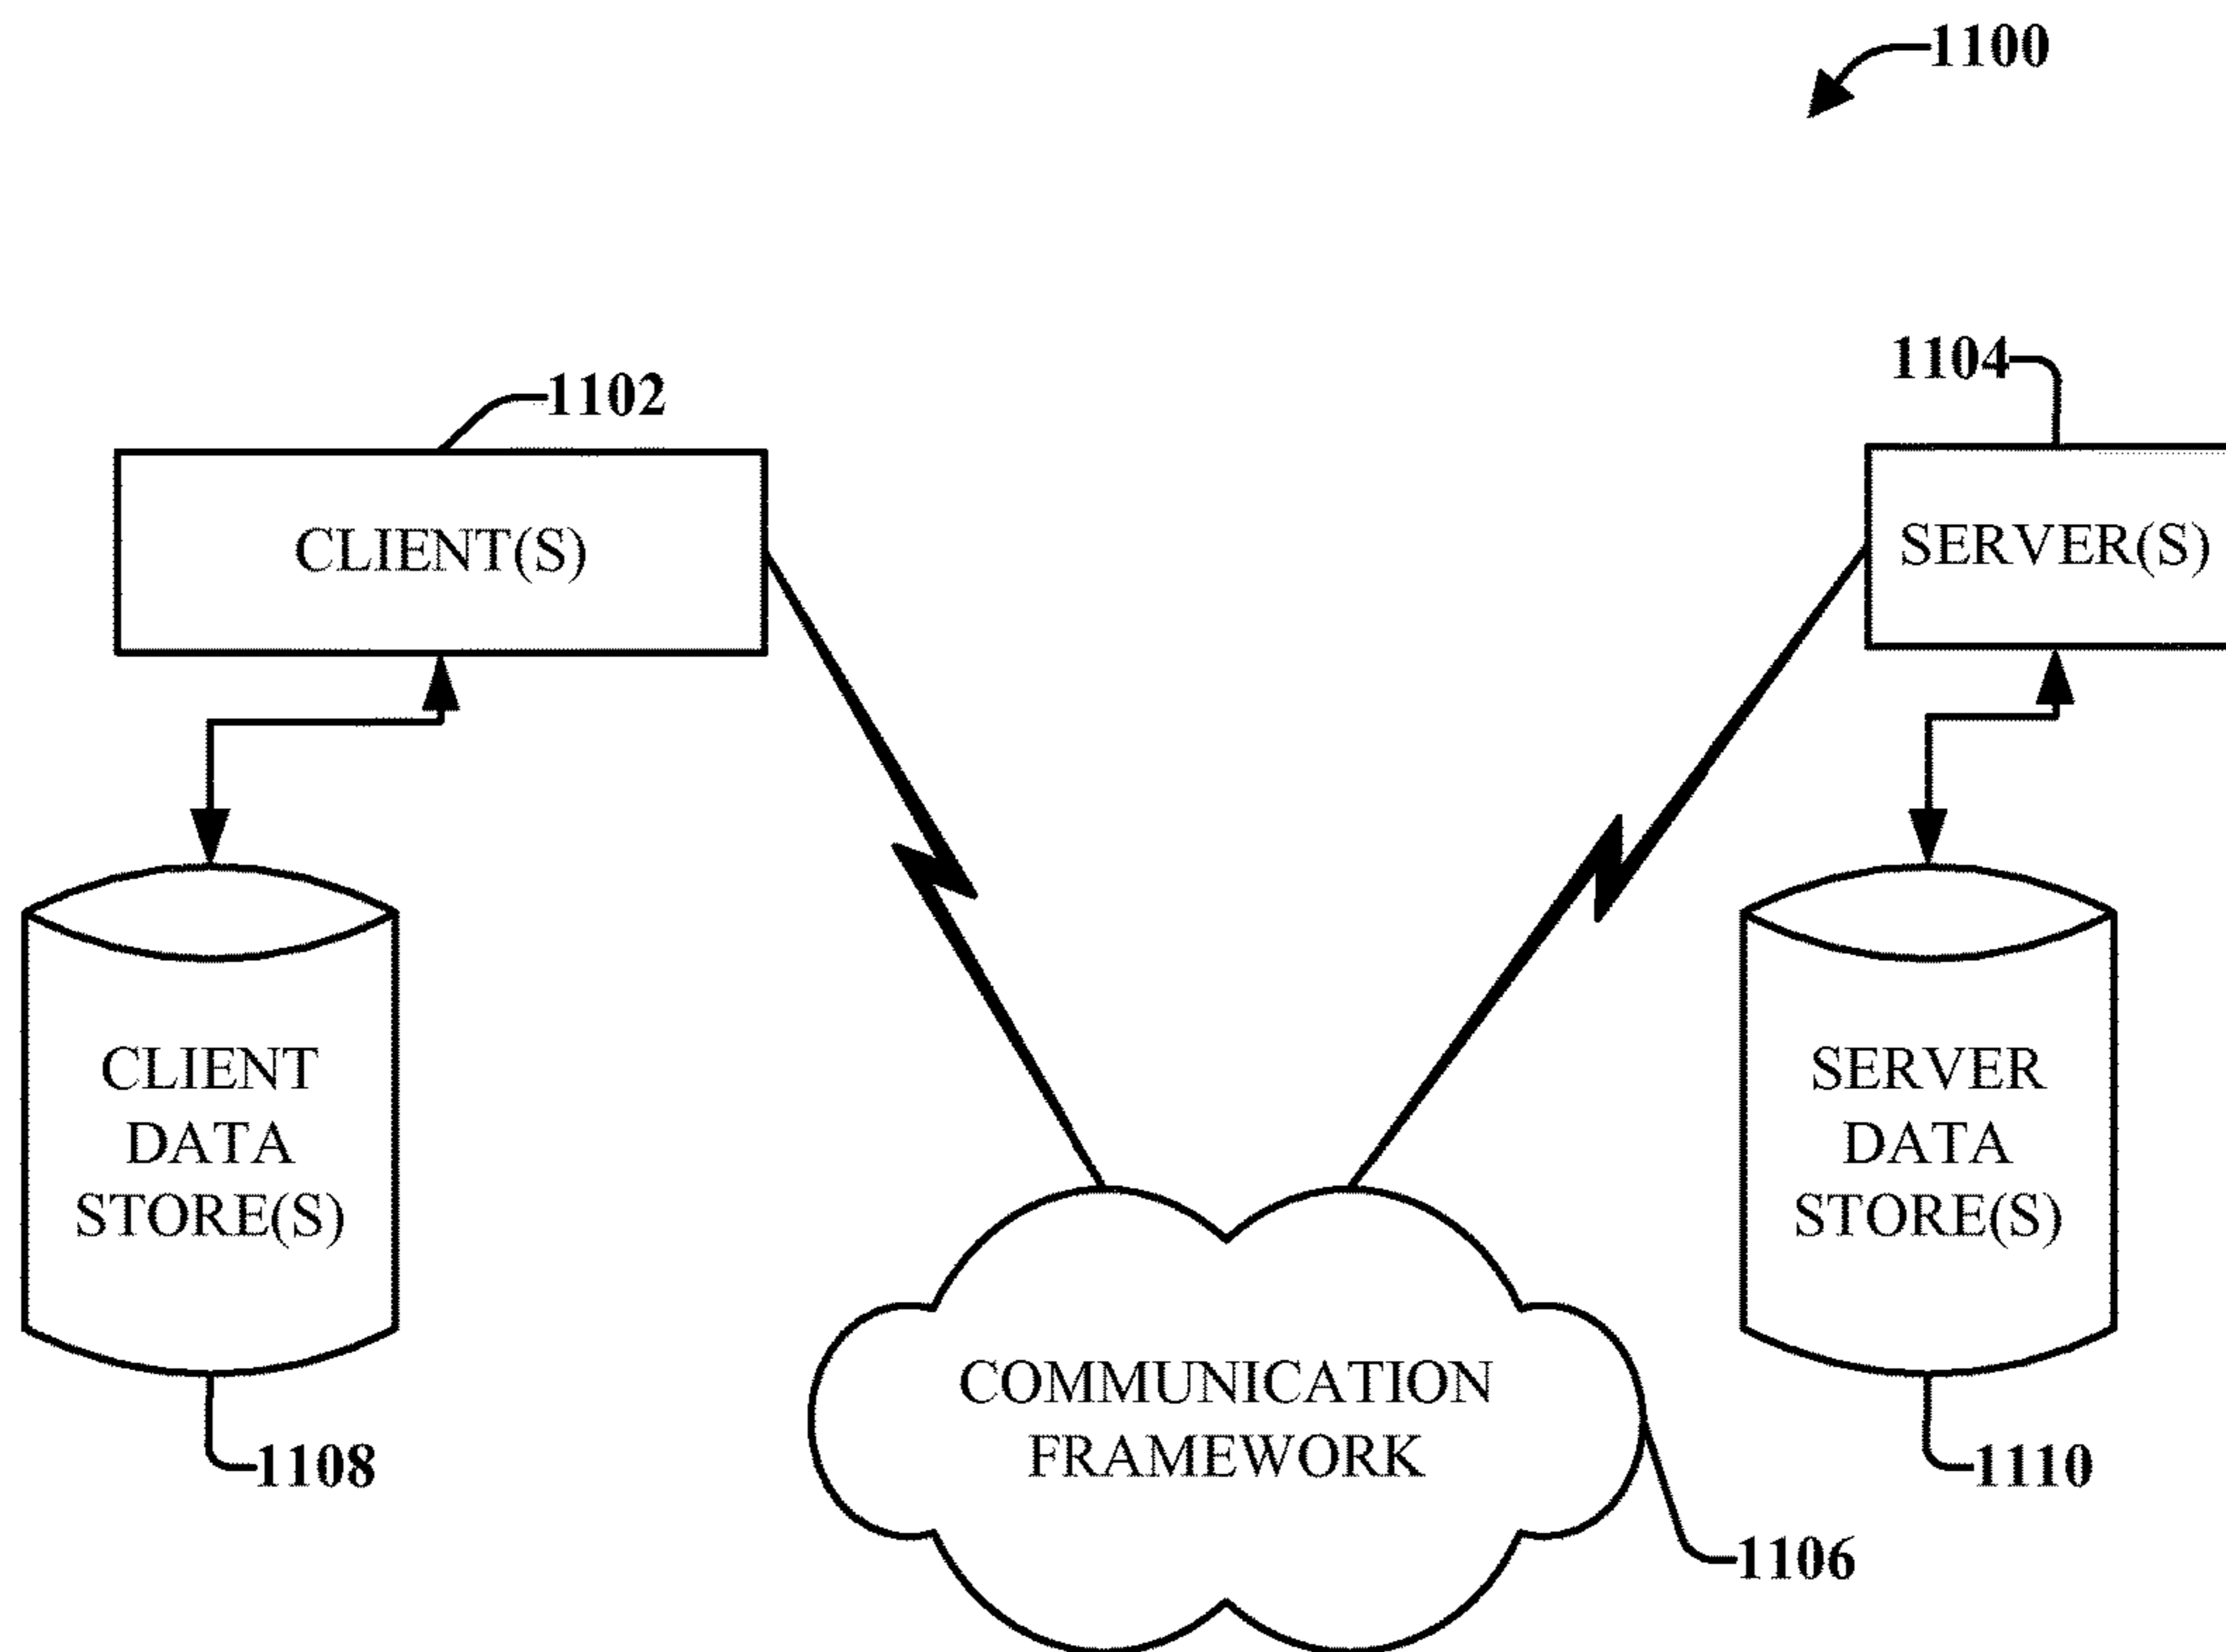 1100
1102
1104
CLIENT(S)
SERVER(S)
CLIENT
DATA
STORE(S)
SERVER
DATA
STORE(S)
COMMUNICATION
FRAMEWORK
1108
1110
1106